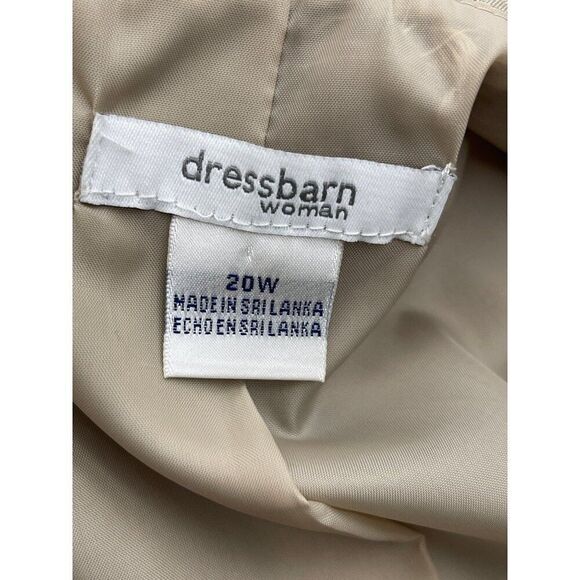 dressbarn
woman
20W
MADE IN SRI LANKA
ECHO EN SRI LANKA